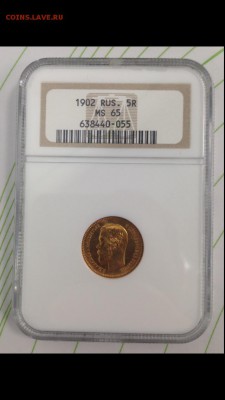 COINS.LAVE.RU
1902 RUS. 5R
MS 65
638440-055